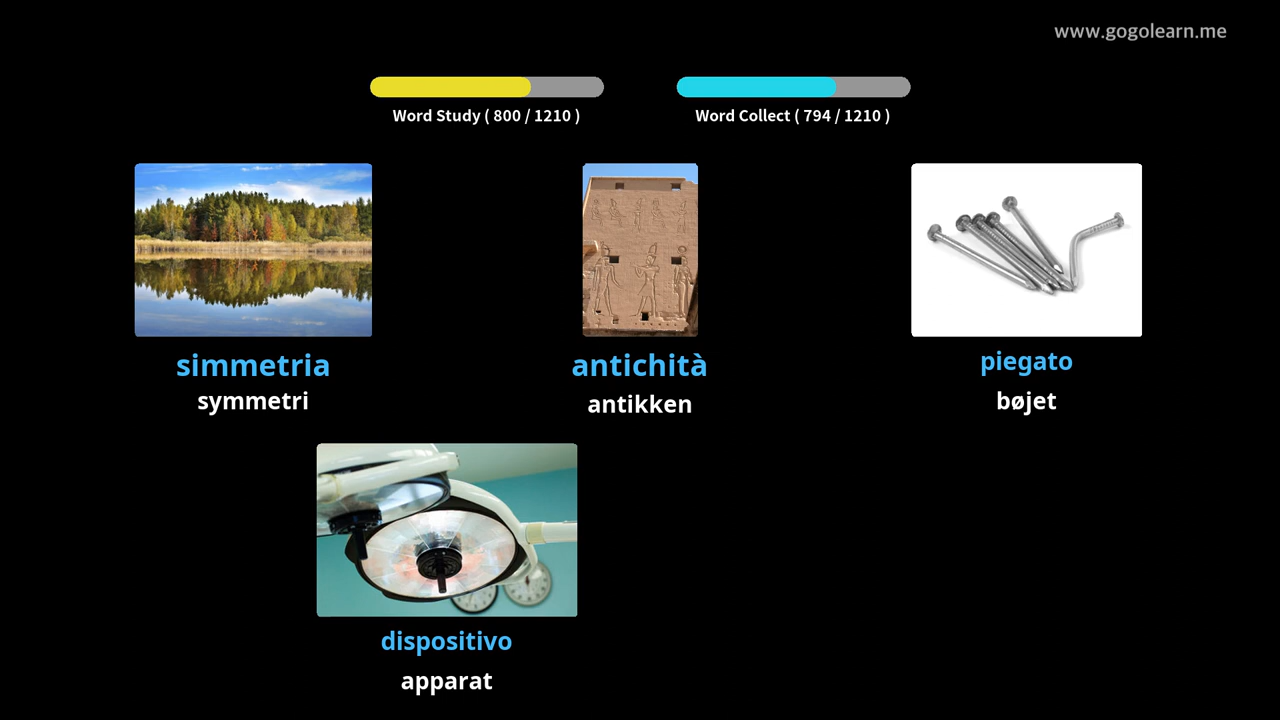 www.gogolearn.me
Word Study ( 800 / 1210 )
Word Collect ( 794 / 1210 )
simmetria
symmetri
antichità
antikken
piegato
bøjet
dispositivo
apparat